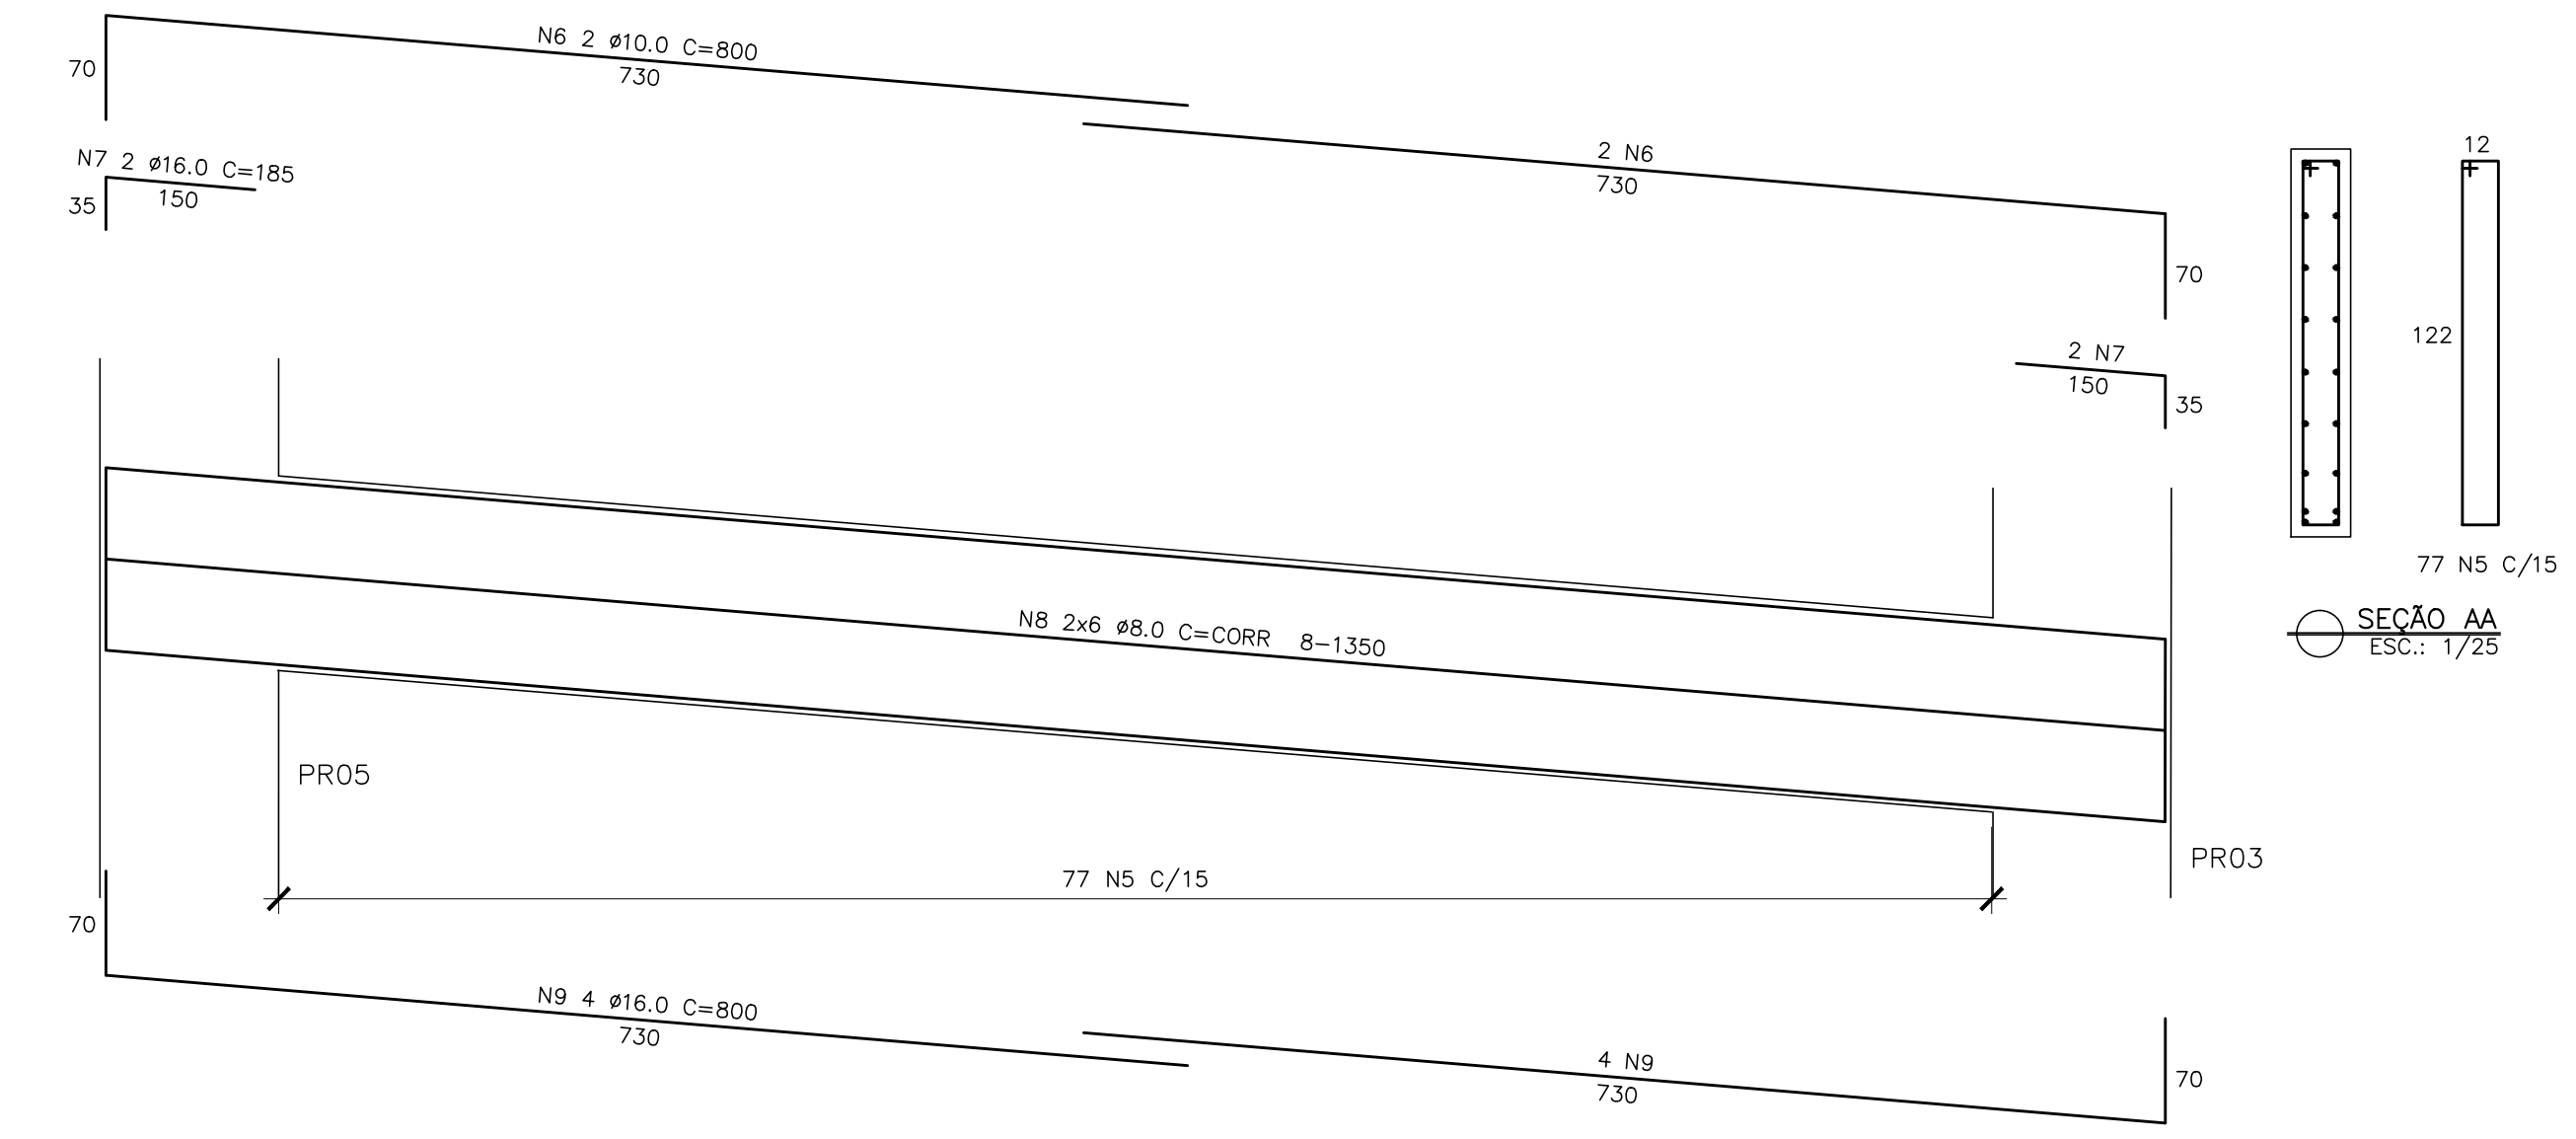 N6 2 ø10.0 C=800
70
730
N7 2 ø16.0 C=185
150
35
2 N6
730
70
2 N7
150
35
12
122
77 N5 C/15
SEÇÃO AA
ESC.: 1/25
N8 2x6 ø8.0 C=CORR 8-1350
PR05
PR03
77 N5 C/15
70
N9 4 ø16.0 C=800
730
4 N9
730
70